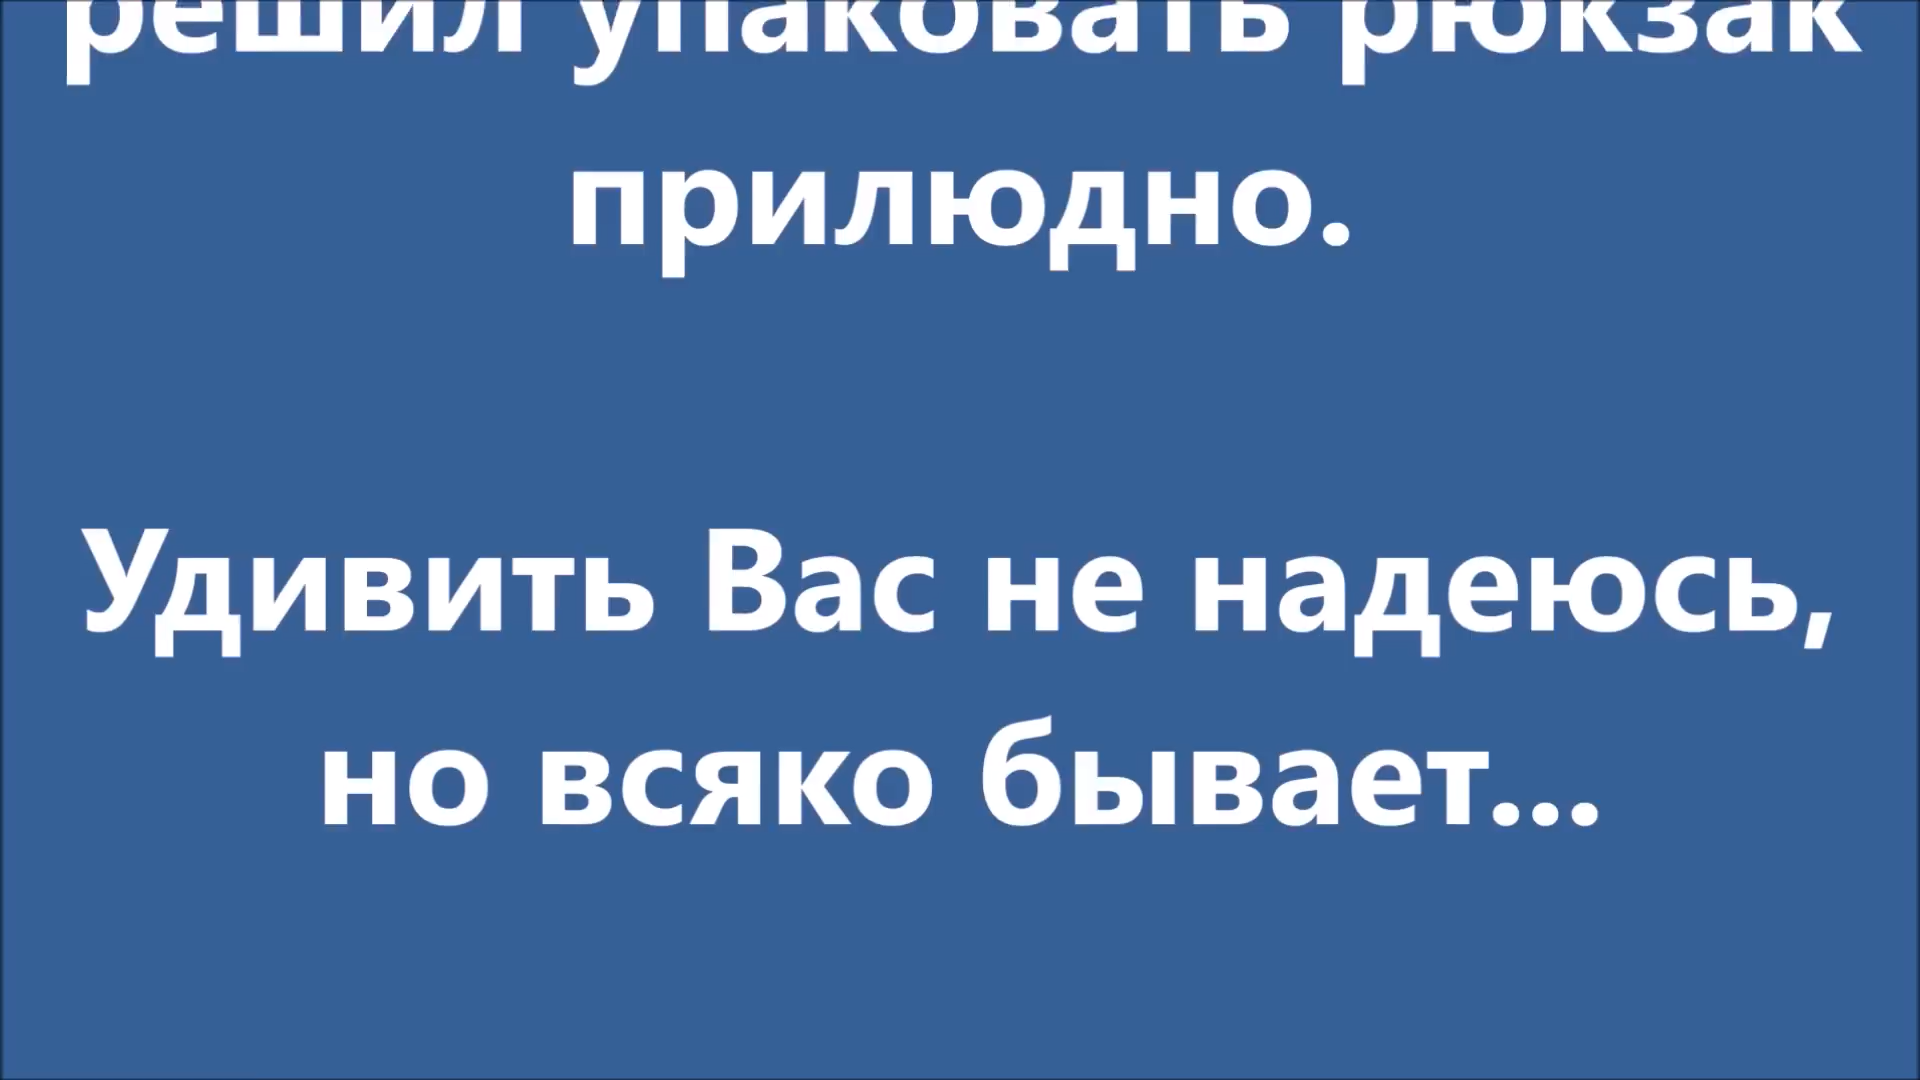 решил упаковать рюкзак
прилюдно.
Удивить Вас не надеюсь,
но всяко бывает...